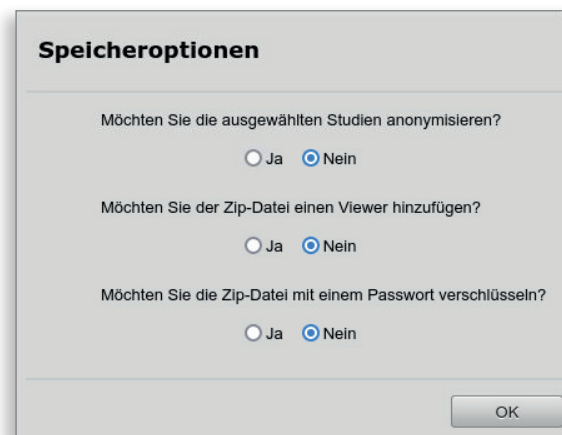 Speicheroptionen
Möchten Sie die ausgewählten Studien anonymisieren?
Ja Nein
Möchten Sie der Zip-Datei einen Viewer hinzufügen?
Ja Nein
Möchten Sie die Zip-Datei mit einem Passwort verschlüsseln?
Ja Nein
OK